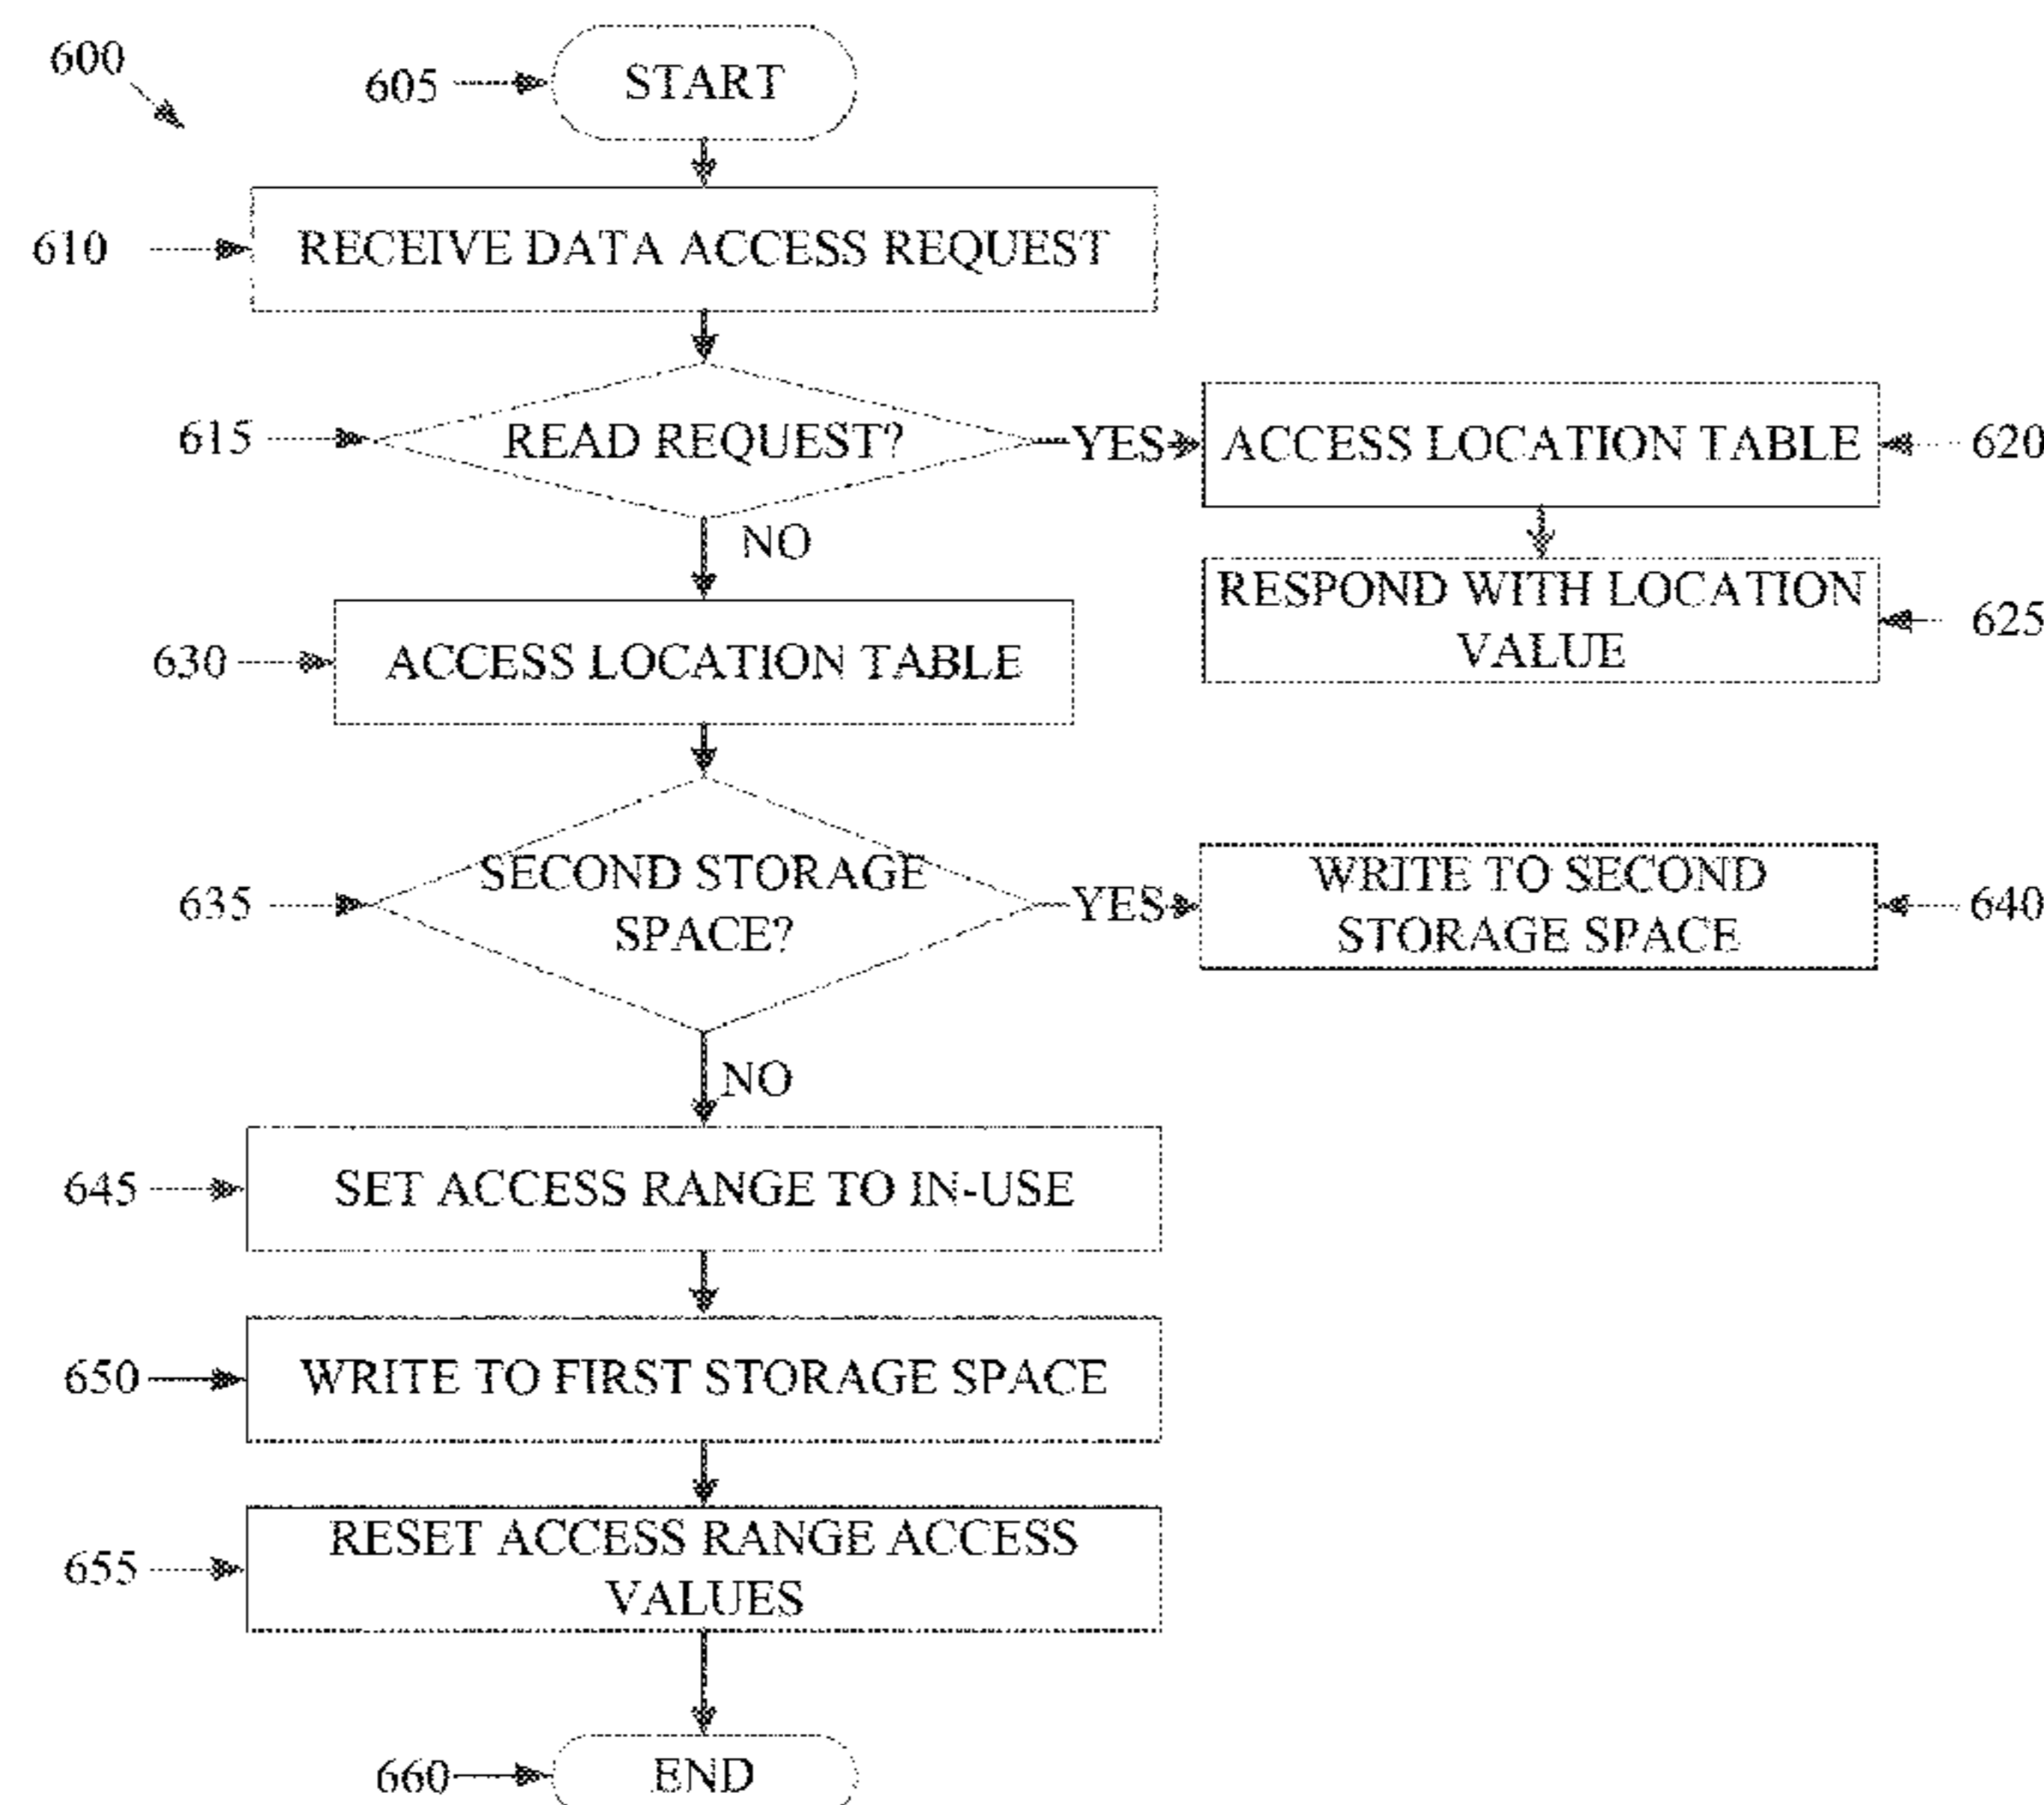 600
605
START
610
RECEIVE DATA ACCESS REQUEST
615
READ REQUEST?
YES
ACCESS LOCATION TABLE
620
NO
RESPOND WITH LOCATION
VALUE
625
630
ACCESS LOCATION TABLE
635
SECOND STORAGE
SPACE?
YES
WRITE TO SECOND
STORAGE SPACE
640
NO
645
SET ACCESS RANGE TO IN-USE
650
WRITE TO FIRST STORAGE SPACE
655
RESET ACCESS RANGE ACCESS
VALUES
660
END